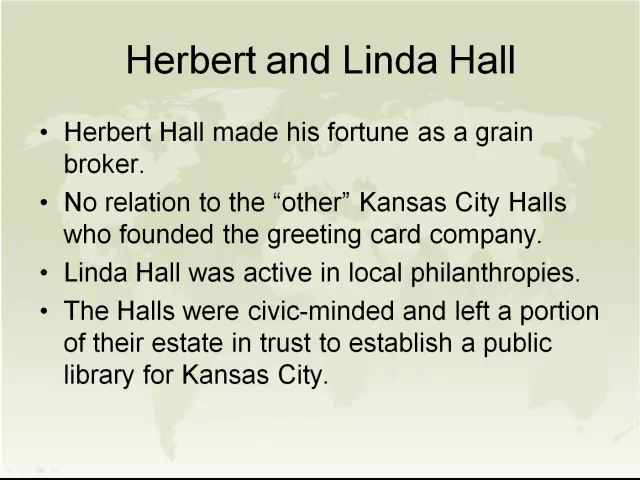 Herbert and Linda Hall
• Herbert Hall made his fortune as a grain
broker.
• No relation to the “other” Kansas City Halls
who founded the greeting card company.
• Linda Hall was active in local philanthropies.
• The Halls were civic-minded and left a portion
of their estate in trust to establish a public
library for Kansas City.